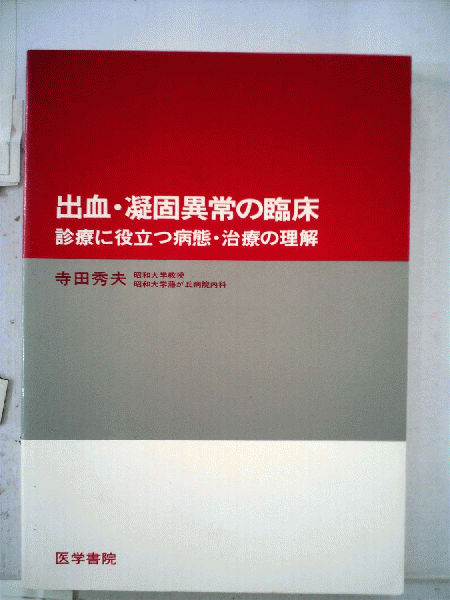 出血・凝固異常の臨床
診療に役立つ病態・治療の理解
寺田秀夫
昭和大学教授
昭和大学藤が丘病院内科
医学書院